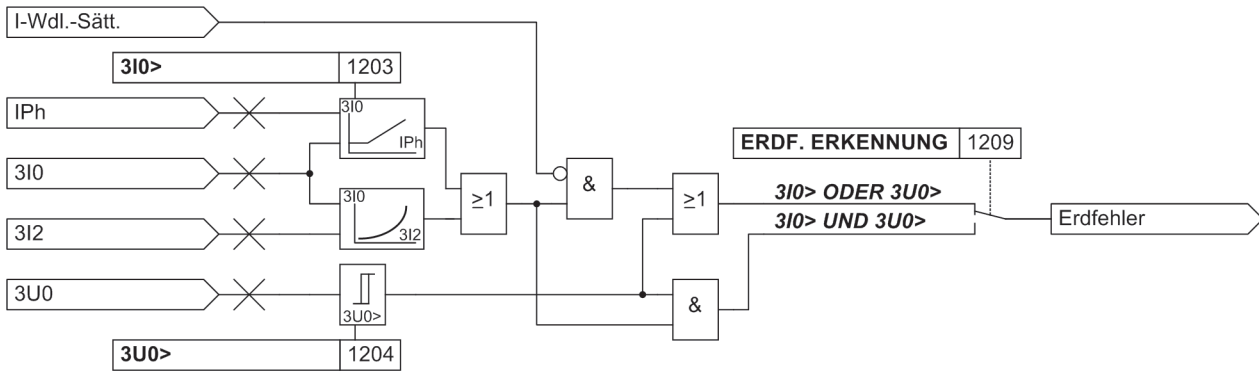 I-Wdl.-Sätt.
3I0> 1203
IPh
3I0
IPh
3I0
3I0
3I2
3I2
≥1
&
≥1
ERDF. ERKENNUNG 1209
3I0> ODER 3U0>
3I0> UND 3U0>
Erdfehler
3U0
3U0>
&
3U0> 1204